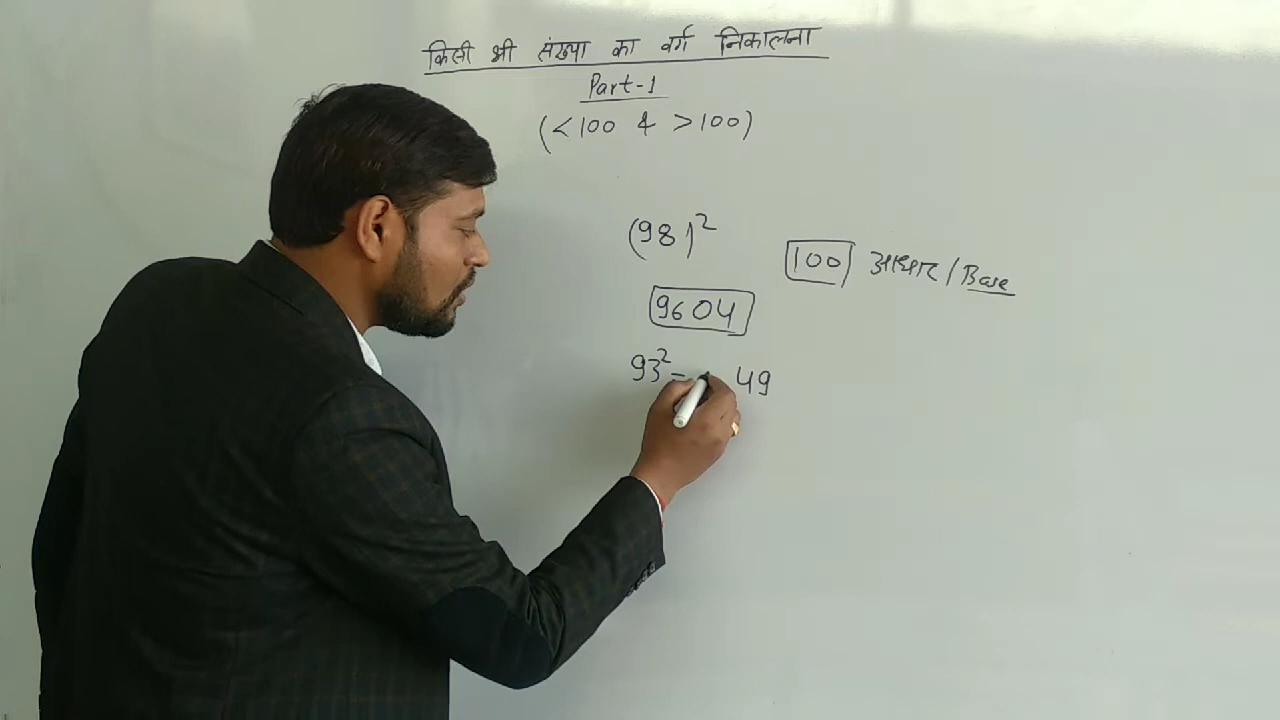 किसी भी संख्या का वर्ग निकालना
Part-1
(<100 & >100)
(98)²
100 आधार/Base
9604
93² = 49